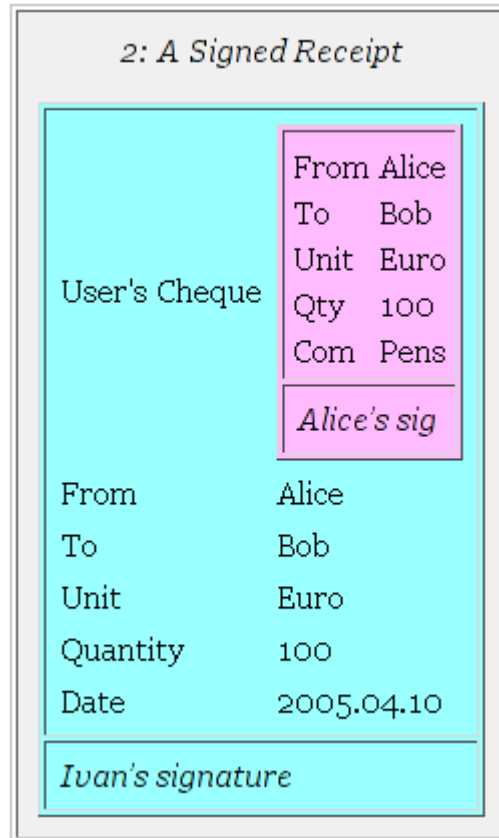 2: A Signed Receipt
From Alice
To Bob
Unit Euro
User's Cheque
Qty 100
Com Pens
Alice's sig
From Alice
To Bob
Unit Euro
Quantity 100
Date 2005.04.10
Ivan's signature